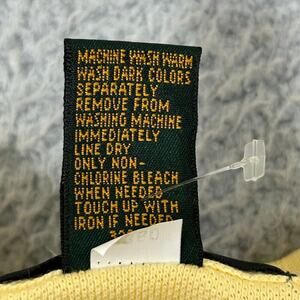 MACHINE WASH WARM
WASH DARK COLORS
SEPARATELY
REMOVE FROM
WASHING MACHINE
IMMEDIATELY
LINE DRY
ONLY NON-
CHLORINE BLEACH
WHEN NEEDED
TOUCH UP WITH
IRON IF NEEDED